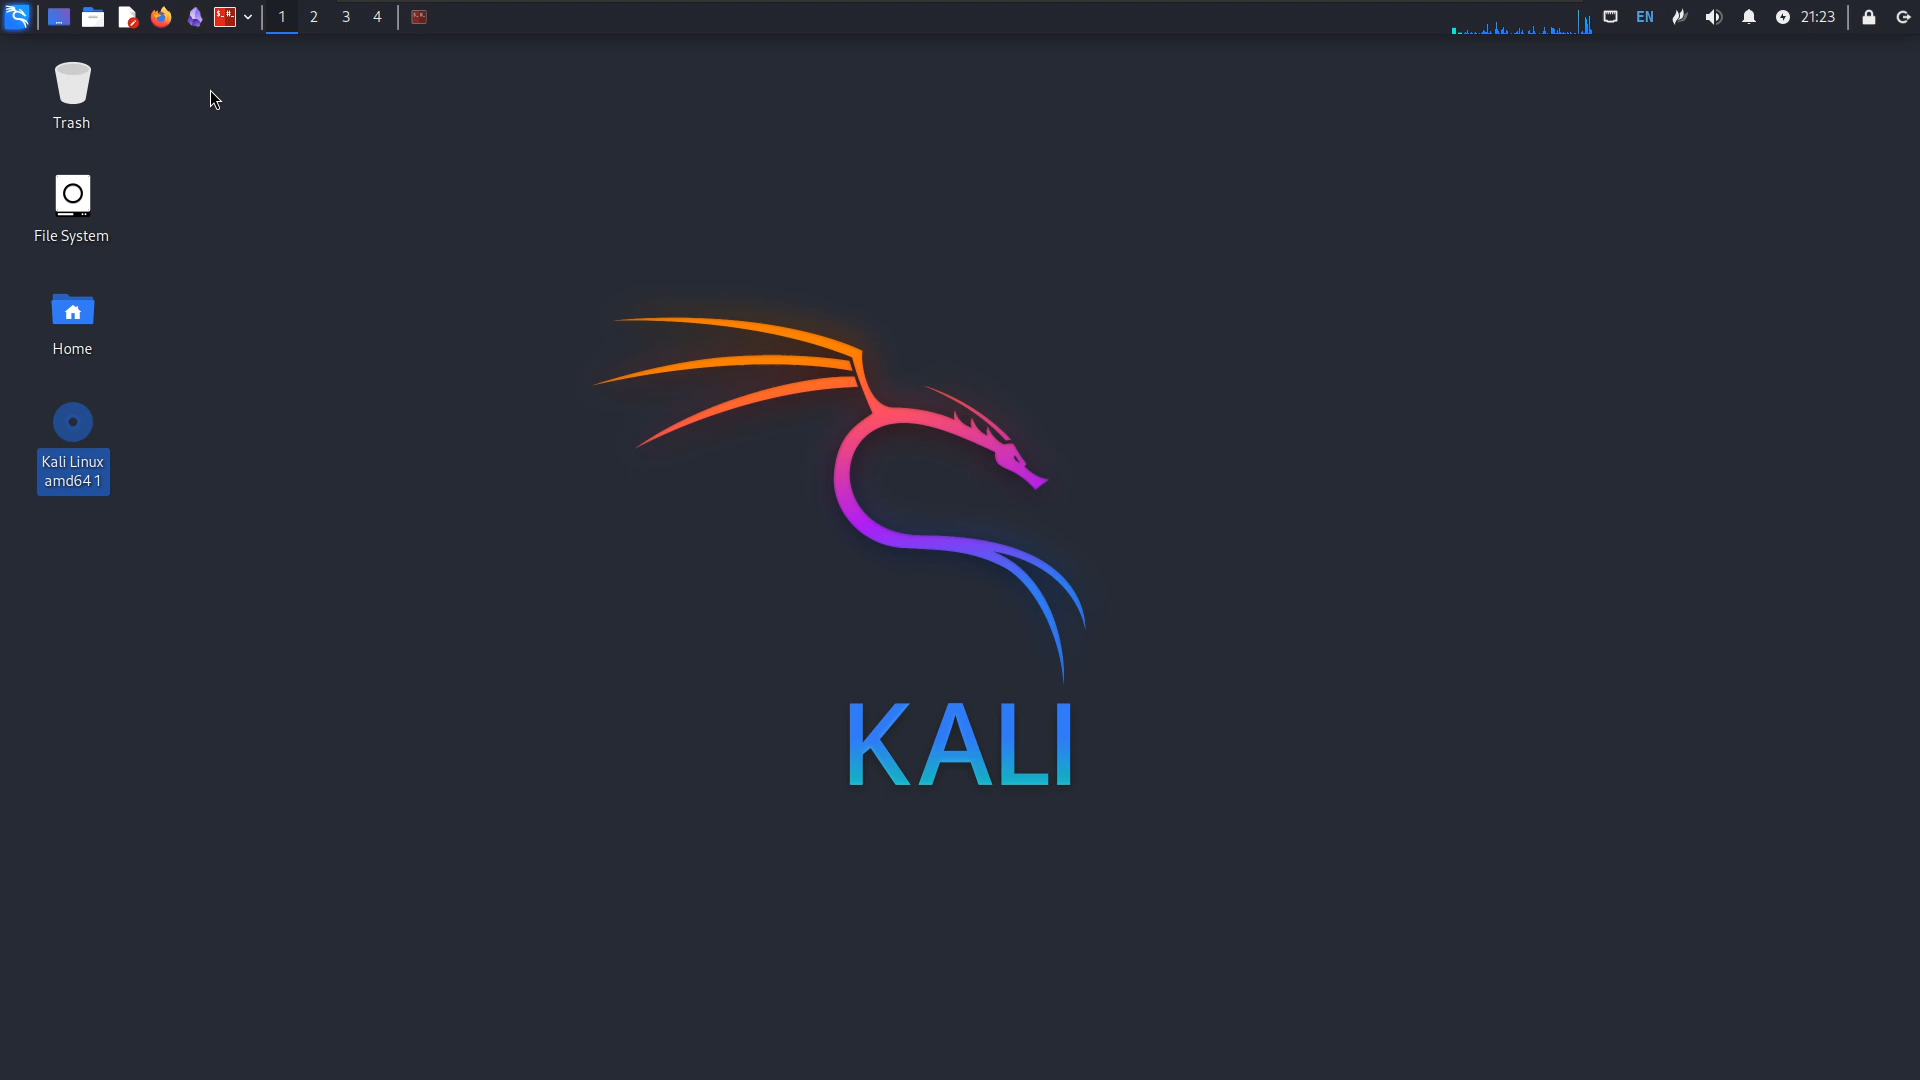 1 2 3 4
EN
21:23
Trash
File System
Home
Kali Linux
amd64 1
KALI